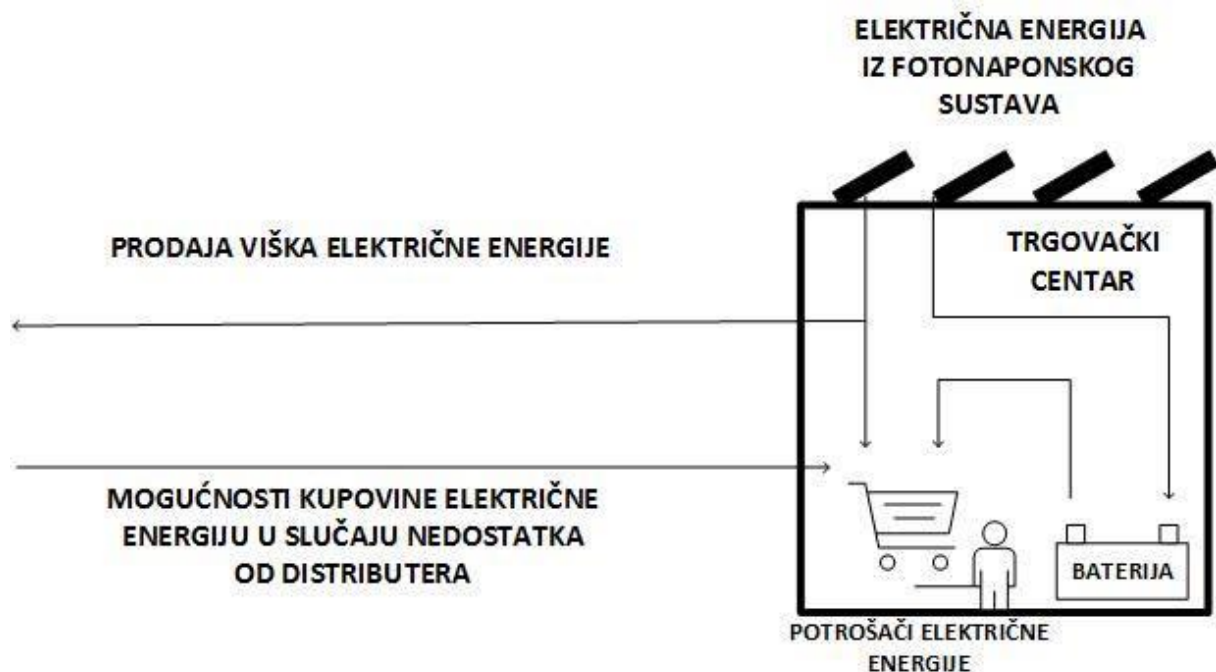 ELEKTRIČNA ENERGIJA
IZ FOTONAPONSKOG
SUSTAVA
PRODAJA VIŠKA ELEKTRIČNE ENERGIJE
TRGOVAČKI
CENTAR
MOGUĆNOSTI KUPOVINE ELEKTRIČNE
ENERGIJU U SLUČAJU NEDOSTATKA
OD DISTRIBUTERA
BATERIJA
POTROŠAČI ELEKTRIČNE
ENERGIJE